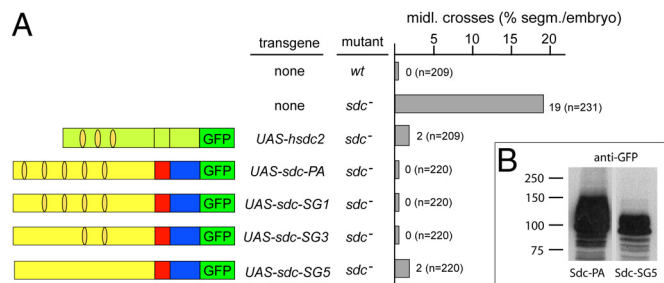 A
midl. crosses (% segm./embryo)
transgene mutant 5 10 15 20
none wt 0 (n=209)
none sdc- 19 (n=231)
GFP UAS-hsdc2 sdc- 2 (n=209)
GFP UAS-sdc-PA sdc- 0 (n=220)
GFP UAS-sdc-SG1 sdc- 0 (n=220)
GFP UAS-sdc-SG3 sdc- 0 (n=220)
GFP UAS-sdc-SG5 sdc- 2 (n=220)
B
anti-GFP
250
150
100
75
Sdc-PA Sdc-SG5